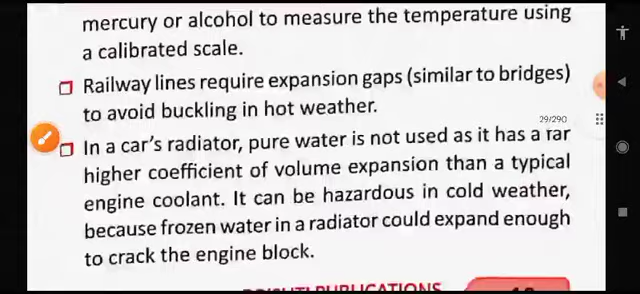 mercury or alcohol to measure the temperature using
a calibrated scale.
Railway lines require expansion gaps (similar to bridges)
to avoid buckling in hot weather.
29/290
In a car's radiator, pure water is not used as it has a far
higher coefficient of volume expansion than a typical
engine coolant. It can be hazardous in cold weather,
because frozen water in a radiator could expand enough
to crack the engine block.
PUBLICATIONS